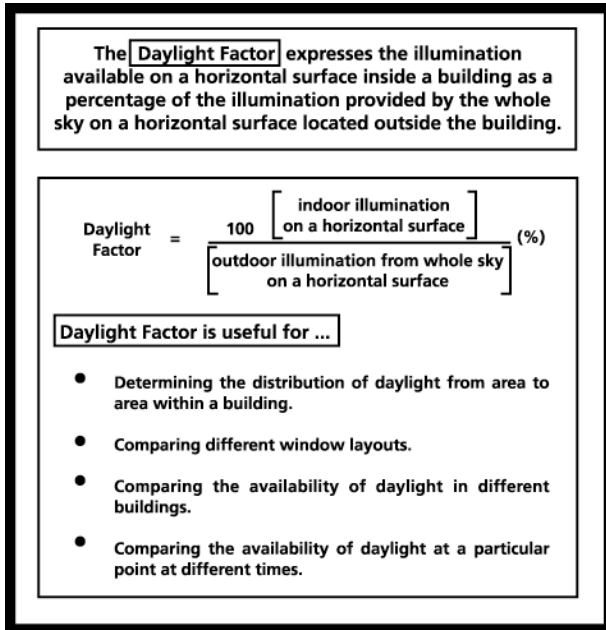 The Daylight Factor expresses the illumination
available on a horizontal surface inside a building as a
percentage of the illumination provided by the whole
sky on a horizontal surface located outside the building.
Daylight
Factor
=
100
indoor illumination
on a horizontal surface
(%)
outdoor illumination from whole sky
on a horizontal surface
Daylight Factor is useful for ...
• Determining the distribution of daylight from area to
area within a building.
• Comparing different window layouts.
• Comparing the availability of daylight in different
buildings.
• Comparing the availability of daylight at a particular
point at different times.